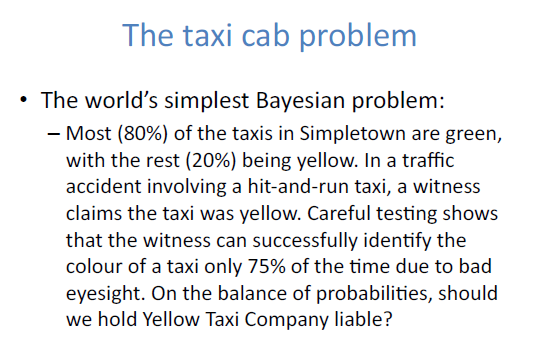 The taxi cab problem
• The world's simplest Bayesian problem:
– Most (80%) of the taxis in Simpletown are green,
with the rest (20%) being yellow. In a traffic
accident involving a hit-and-run taxi, a witness
claims the taxi was yellow. Careful testing shows
that the witness can successfully identify the
colour of a taxi only 75% of the time due to bad
eyesight. On the balance of probabilities, should
we hold Yellow Taxi Company liable?